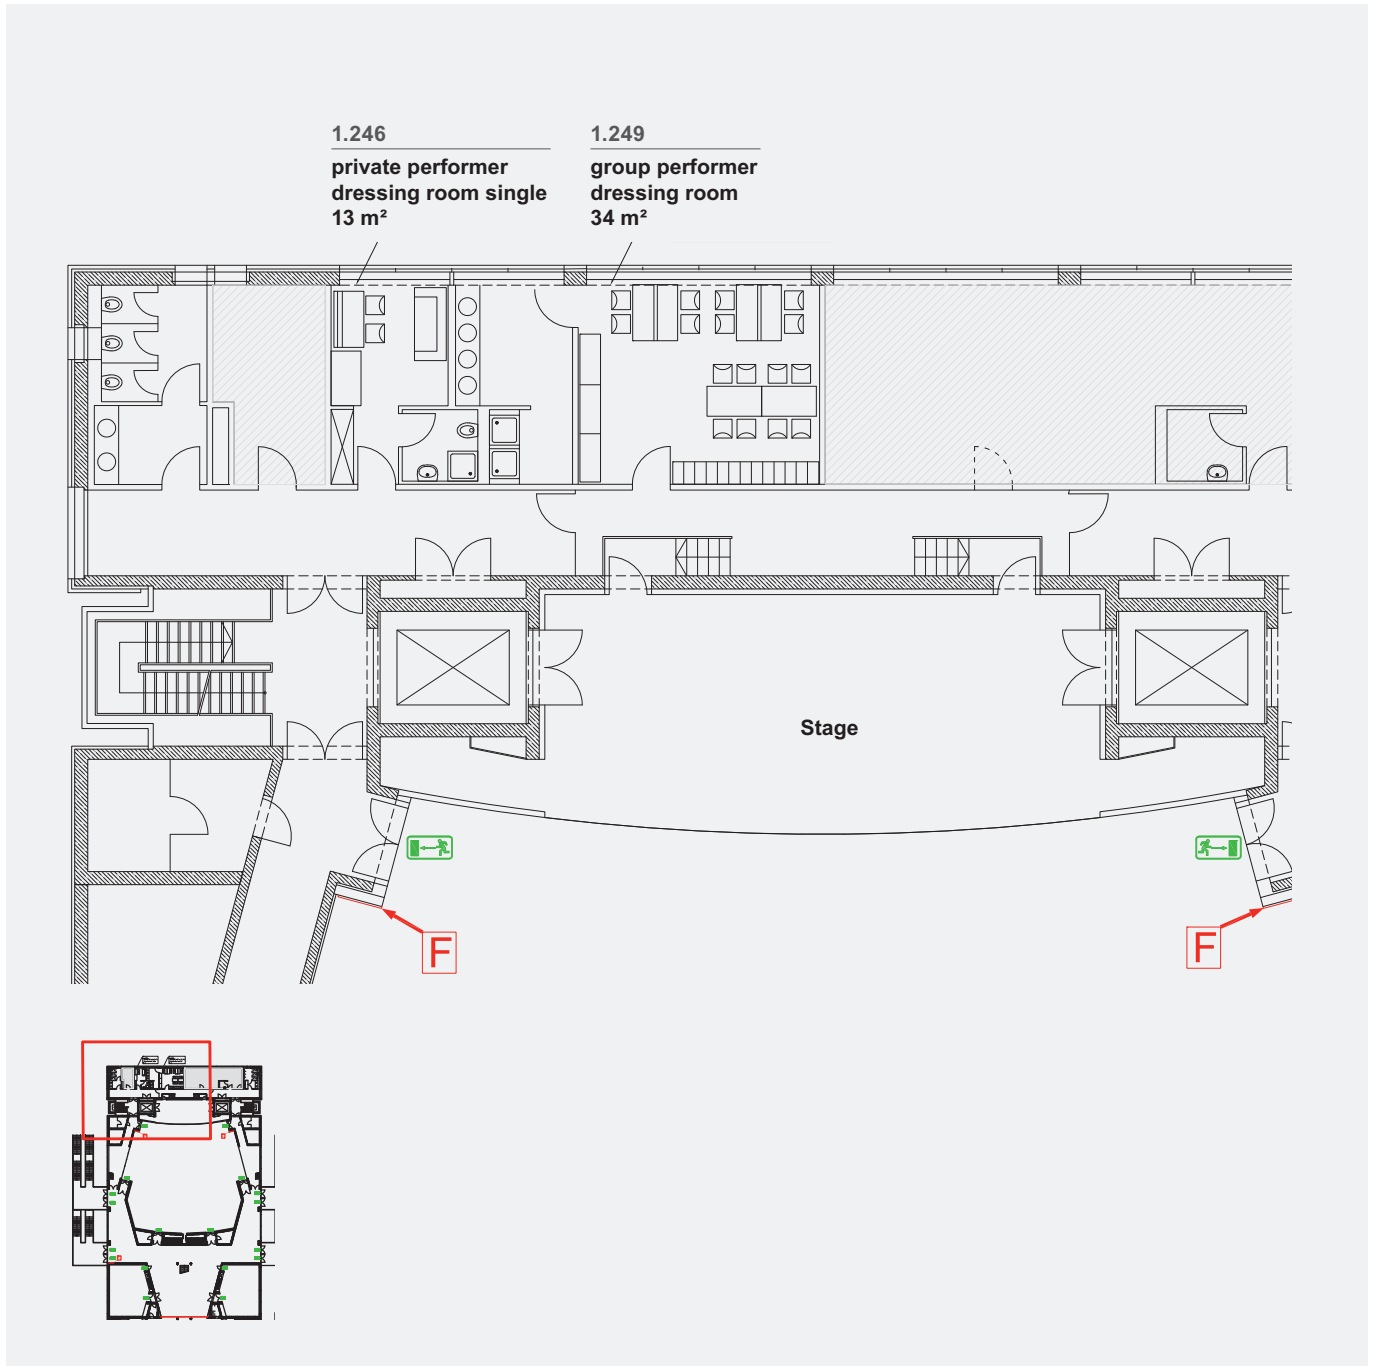 1.246
private performer
dressing room single
13 m²
1.249
group performer
dressing room
34 m²
Stage
F
F